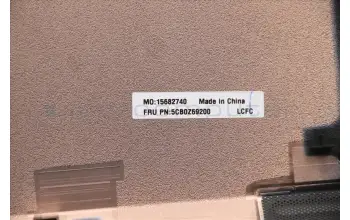 MO:15682740 Made in China
FRU PN:5CB0Z69200 LCFC